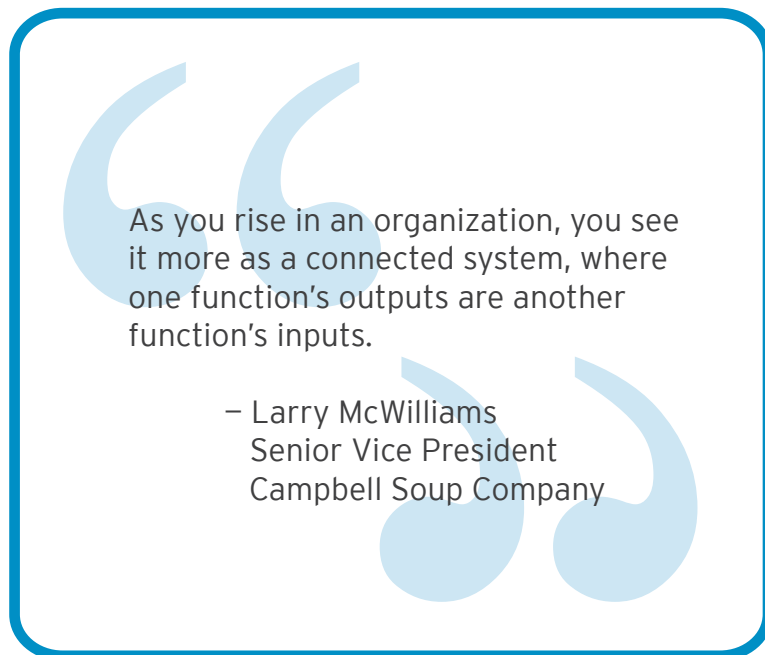 As you rise in an organization, you see
it more as a connected system, where
one function’s outputs are another
function’s inputs.
– Larry McWilliams
Senior Vice President
Campbell Soup Company